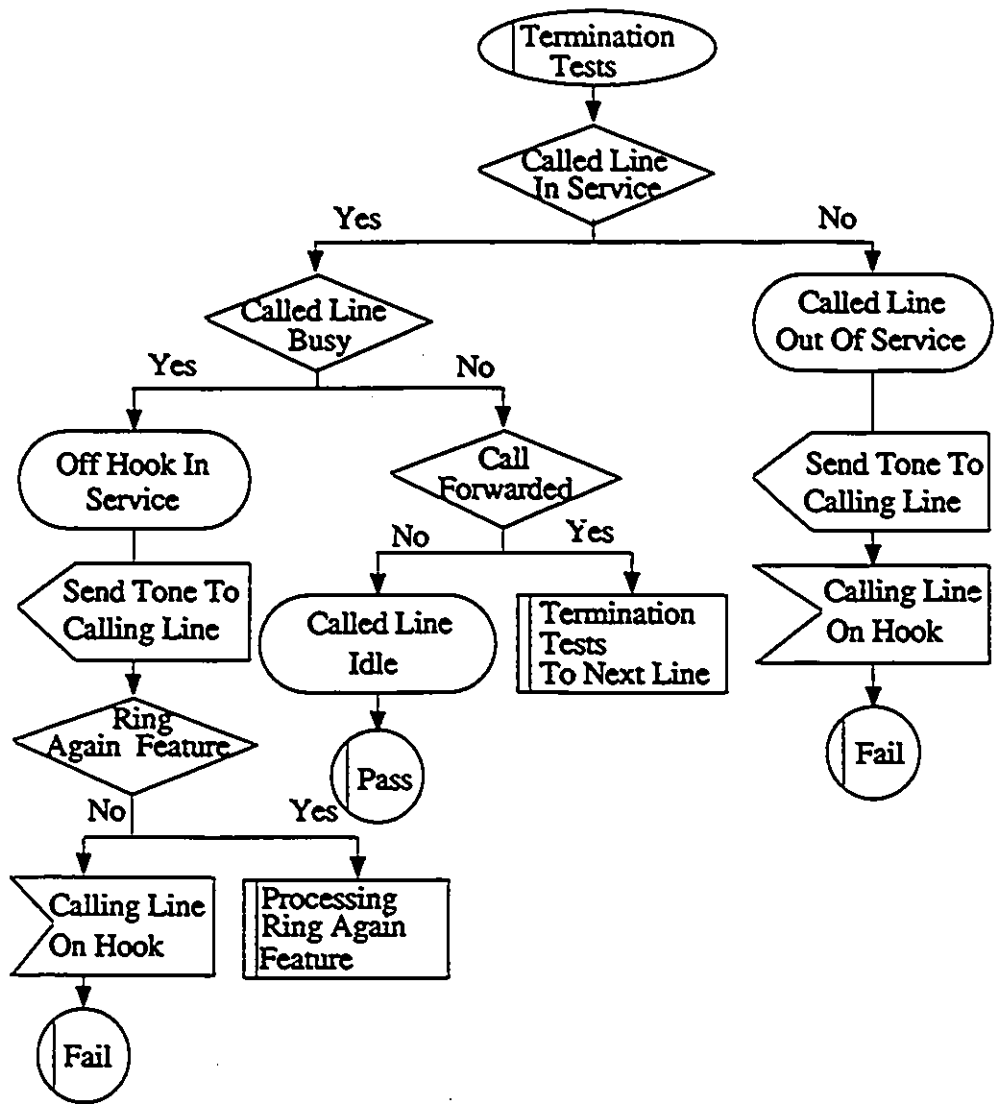 Termination
Tests
Called Line
In Service
Yes
No
Called Line
Busy
Called Line
Out Of Service
Yes
No
Off Hook In
Service
Call
Forwarded
Send Tone To
Calling Line
No
Yes
Send Tone To
Calling Line
Called Line
Idle
Termination
Tests
To Next Line
Calling Line
On Hook
Ring
Again Feature
Pass
Fail
No
Yes
Calling Line
On Hook
Processing
Ring Again
Feature
Fail